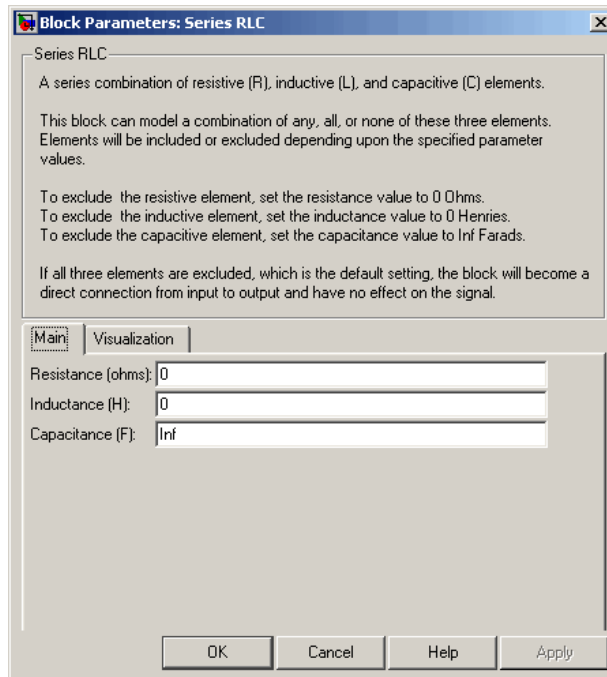 Block Parameters: Series RLC
Series RLC
A series combination of resistive (R), inductive (L), and capacitive (C) elements.
This block can model a combination of any, all, or none of these three elements.
Elements will be included or excluded depending upon the specified parameter
values.
To exclude the resistive element, set the resistance value to 0 Ohms.
To exclude the inductive element, set the inductance value to 0 Henries.
To exclude the capacitive element, set the capacitance value to Inf Farads.
If all three elements are excluded, which is the default setting, the block will become a
direct connection from input to output and have no effect on the signal.
Main Visualization
Resistance (ohms): 0
Inductance (H): 0
Capacitance (F): Inf
OK Cancel Help Apply